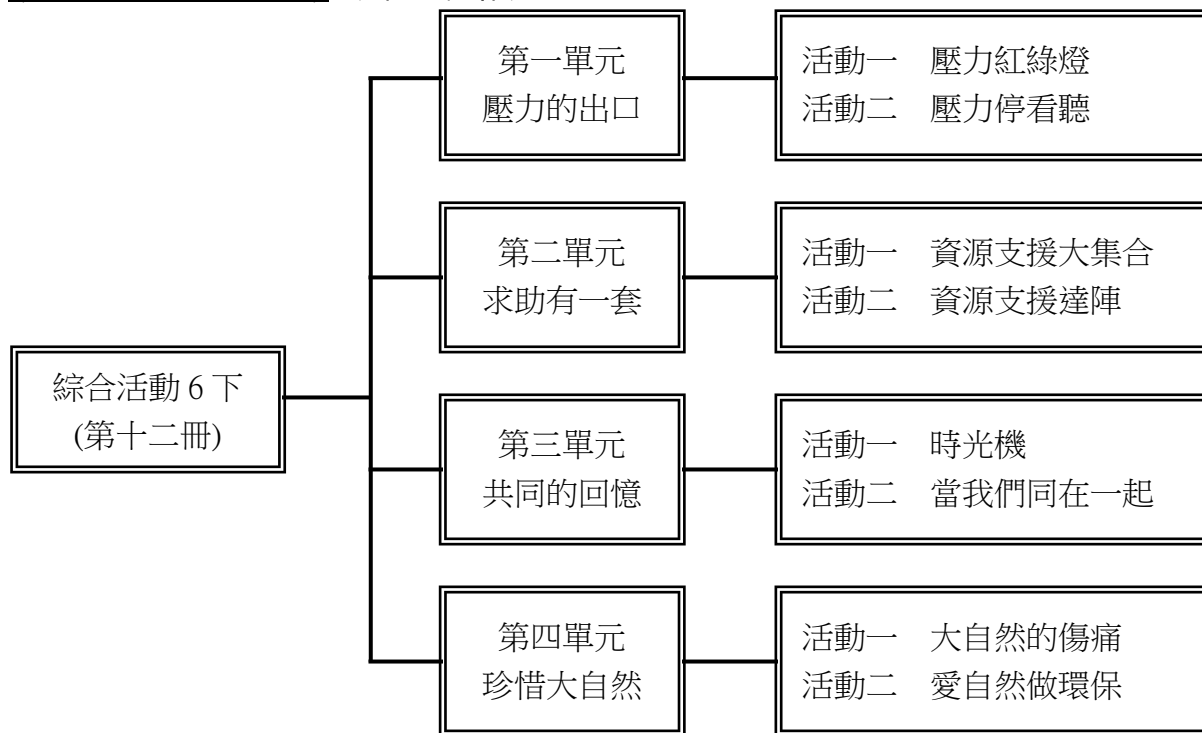 第一單元
壓力的出口
活動一 壓力紅綠燈
活動二 壓力停看聽
第二單元
求助有一套
活動一 資源支援大集合
活動二 資源支援達陣
綜合活動 6 下
(第十二冊)
第三單元
共同的回憶
活動一 時光機
活動二 當我們同在一起
第四單元
珍惜大自然
活動一 大自然的傷痛
活動二 愛自然做環保